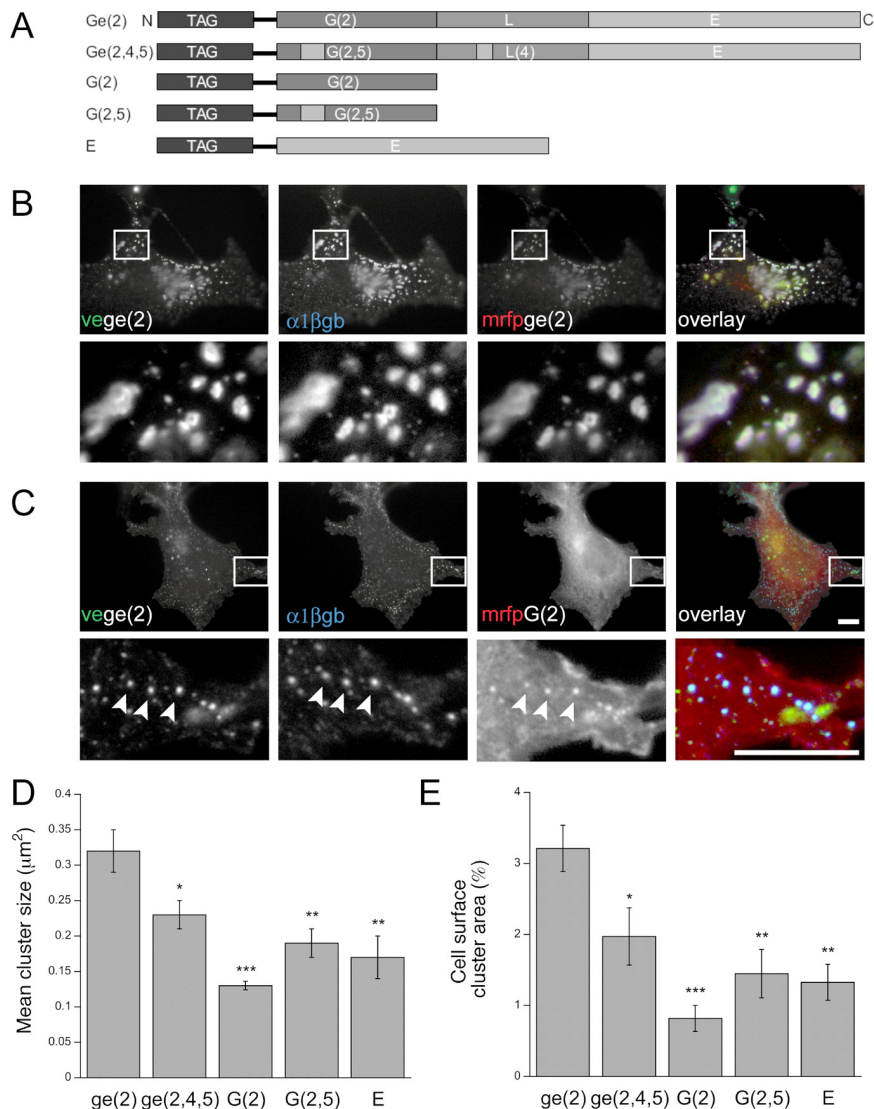 A
Ge(2) N TAG G(2) L E C
Ge(2,4,5) TAG G(2,5) L(4) E
G(2) TAG G(2)
G(2,5) TAG G(2,5)
E TAG E
B
vege(2) α1βgb mrfpge(2) overlay
C
vege(2) α1βgb mrfpG(2) overlay
D
Mean cluster size (μm²)
0.4
0.35
0.3
0.25
0.2
0.15
0.1
0.05
0
* *** ** **
ge(2) ge(2,4,5) G(2) G(2,5) E
E
Cell surface
cluster area (%)
4
3
2
1
0
* *** ** **
ge(2) ge(2,4,5) G(2) G(2,5) E